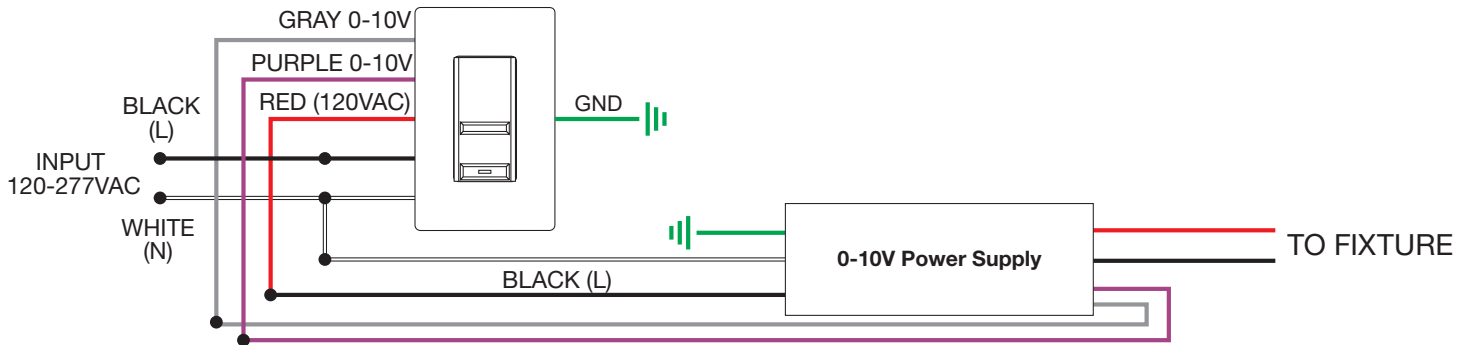 GRAY 0-10V
PURPLE 0-10V
BLACK
(L)
RED (120VAC)
GND
INPUT
120-277VAC
WHITE
(N)
BLACK (L)
0-10V Power Supply
TO FIXTURE